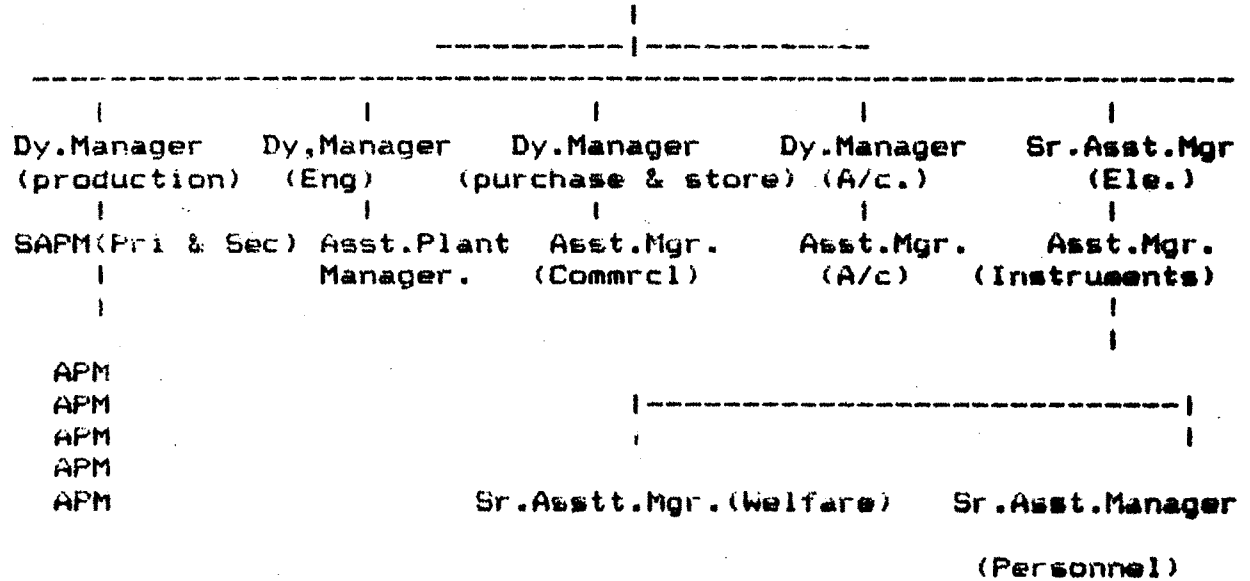 Dy.Manager Dy,Manager Dy.Manager Dy.Manager Sr.Asst.Mgr
(production) (Eng) (purchase & store) (A/c.) (Ele.)
SAPM(Pri & Sec) Asst.Plant Asst.Mgr. Asst.Mgr. Asst.Mgr.
Manager. (Commrcl) (A/c) (Instruments)
APM
APM
APM
APM
APM Sr.Asstt.Mgr.(Welfare) Sr.Asst.Manager
(Personnel)